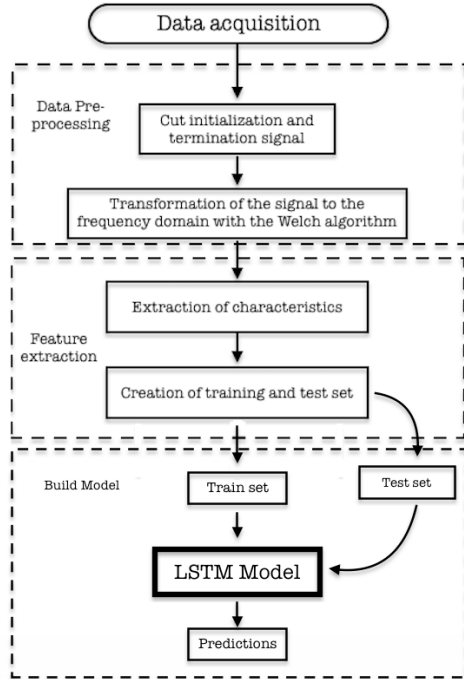 Data acquisition
Data Pre-
processing
Cut initialization and
termination signal
Transformation of the signal to the
frequency domain with the Welch algorithm
Extraction of characteristics
Feature
extraction
Creation of training and test set
Build Model
Train set
Test set
LSTM Model
Predictions